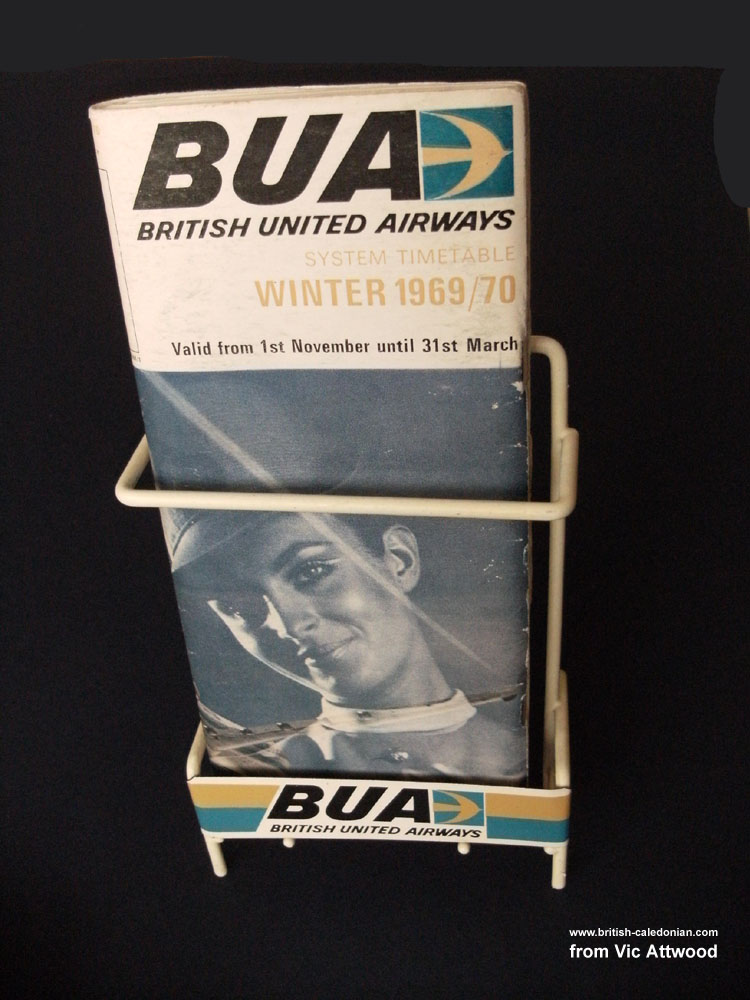 BUA
BRITISH UNITED AIRWAYS
SYSTEM TIMETABLE
WINTER 1969/70
Valid from 1st November until 31st March
BUA
BRITISH UNITED AIRWAYS
www.british-caledonian.com
from Vic Attwood